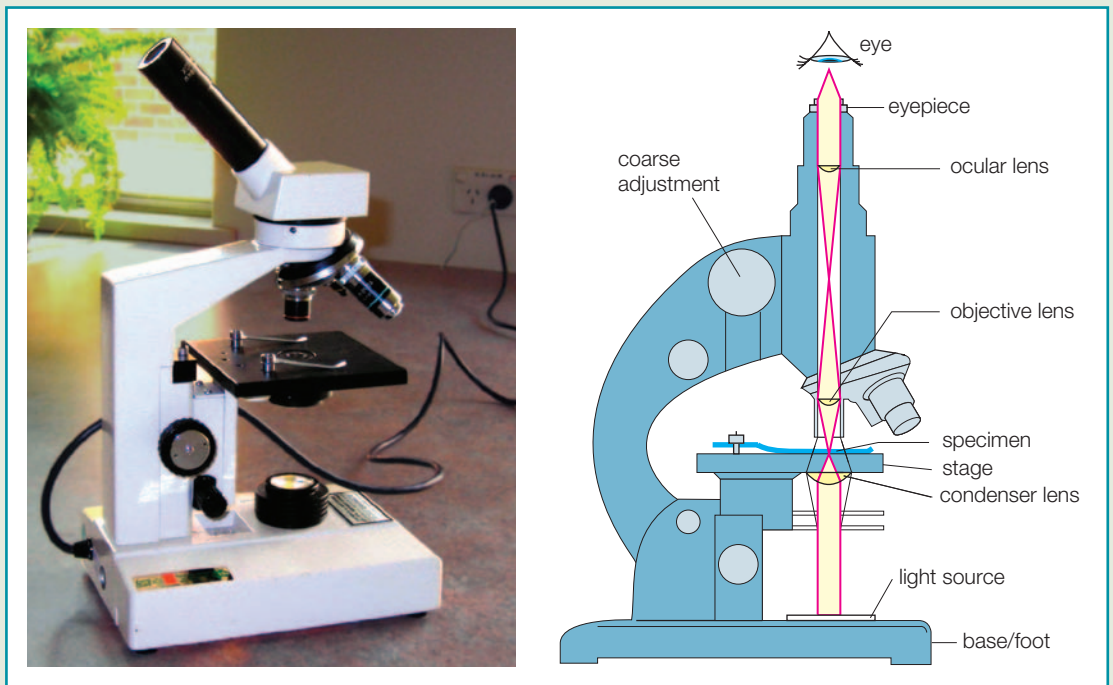 eye
eyepiece
coarse
adjustment
ocular lens
objective lens
specimen
stage
condenser lens
light source
base/foot